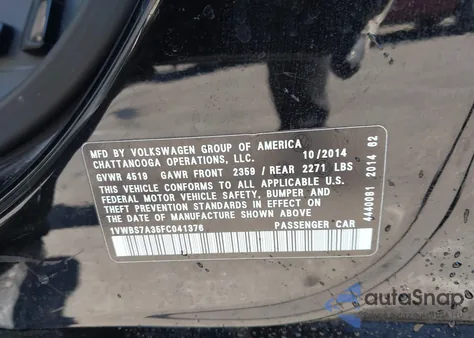 MFD BY VOLKSWAGEN GROUP OF AMERICA
CHATTANOOGA OPERATIONS, LLC. 10/2014
GVWR 4519 GAWR FRONT 2359 / REAR 2271 LBS
THIS VEHICLE CONFORMS TO ALL APPLICABLE U.S.
FEDERAL MOTOR VEHICLE SAFETY, BUMPER AND
THEFT PREVENTION STANDARDS IN EFFECT ON THE
DATE OF MANUFACTURE SHOWN ABOVE.
1VWBS7A35FC041376 PASSENGER CAR
4440081 2014 62
autoSnap